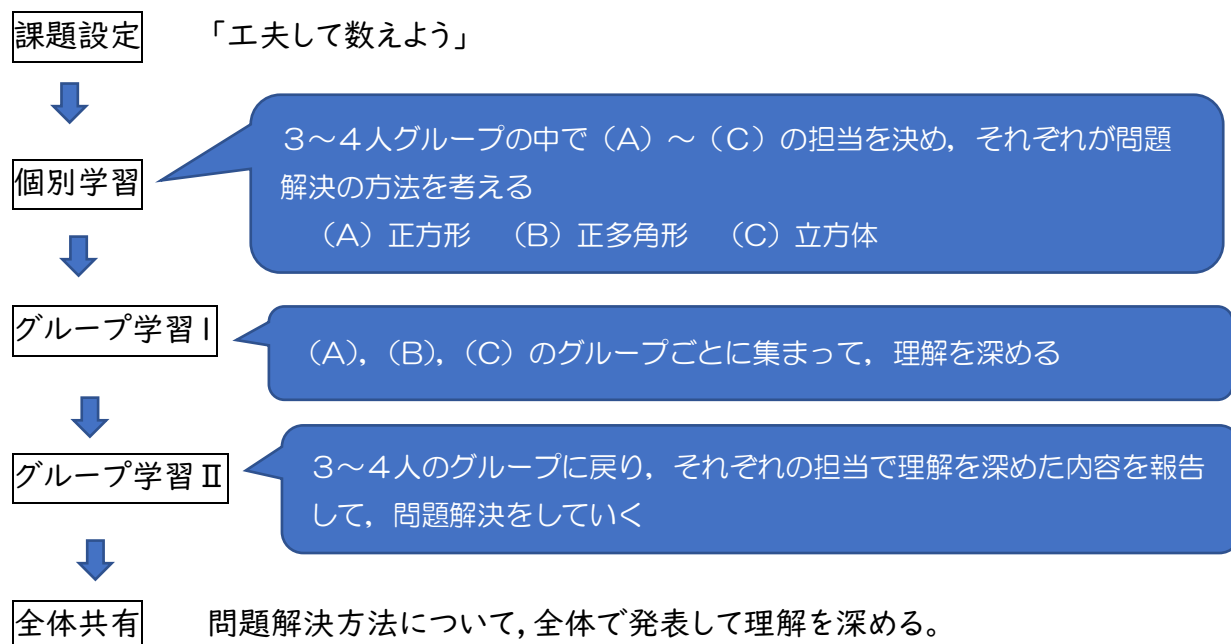 課題設定 「工夫して数えよう」
３～４人グループの中で（A）～（C）の担当を決め，それぞれが問題
解決の方法を考える
（A）正方形 （B）正多角形 （C）立方体
個別学習
グループ学習Ⅰ
（A），（B），（C）のグループごとに集まって，理解を深める
グループ学習Ⅱ
３～４人のグループに戻り，それぞれの担当で理解を深めた内容を報告
して，問題解決をしていく
全体共有 問題解決方法について，全体で発表して理解を深める。